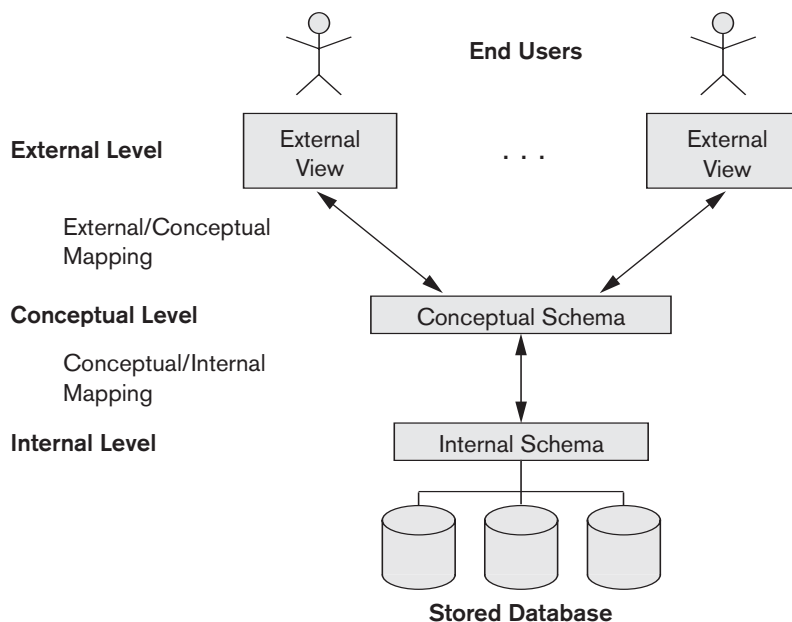 End Users
External Level
External
View
. . .
External
View
External/Conceptual
Mapping
Conceptual Level
Conceptual Schema
Conceptual/Internal
Mapping
Internal Level
Internal Schema
Stored Database